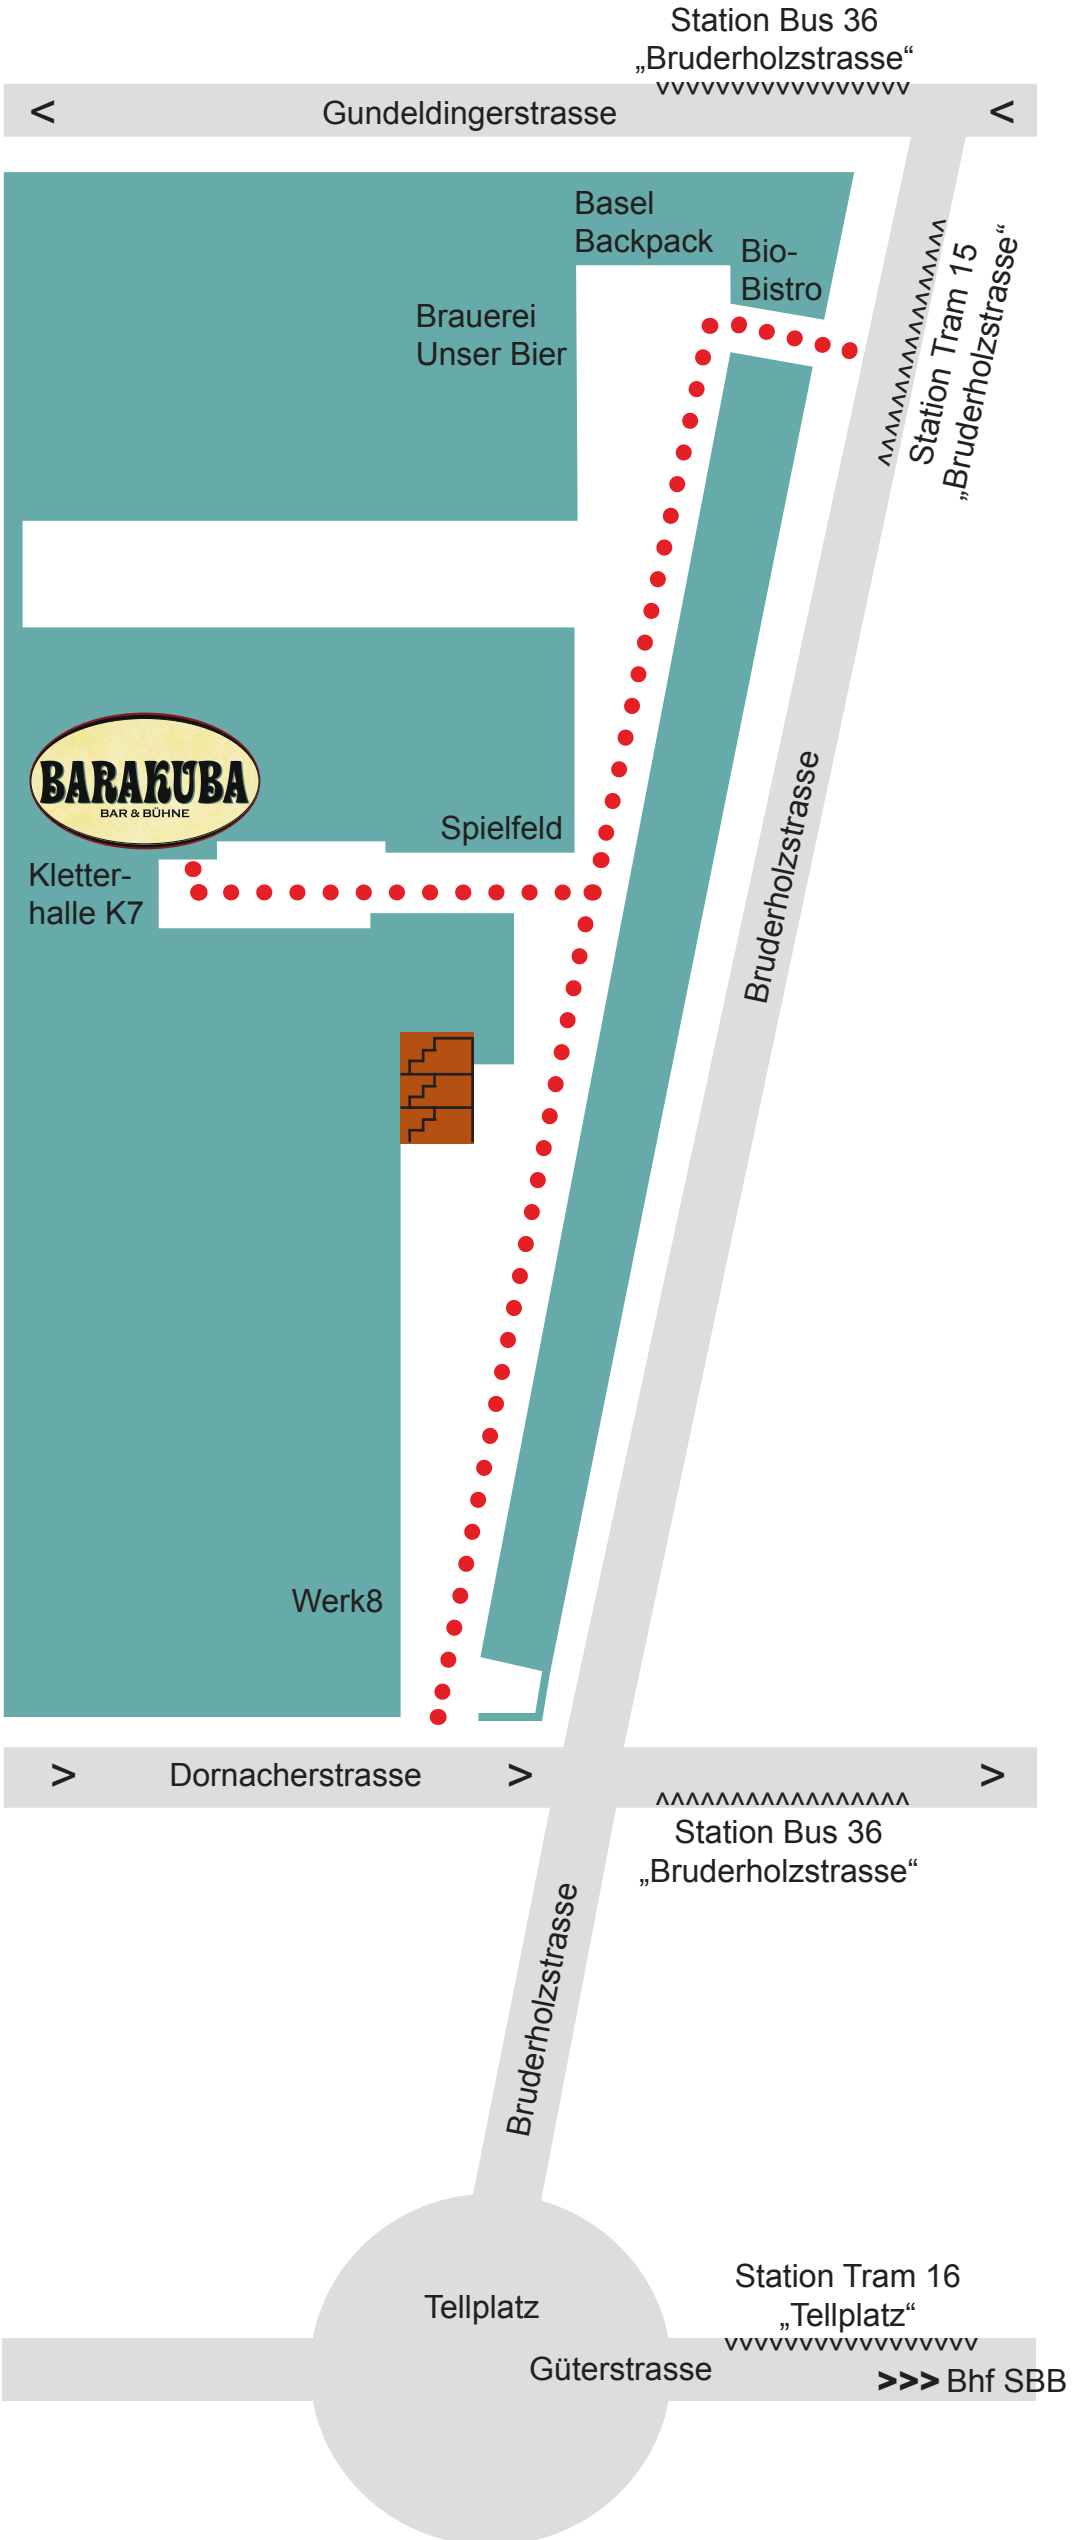 Station Bus 36
„Bruderholzstrasse“
vvvvvvvvvvvvvvvvv
< Gundeldingerstrasse <
Basel
Backpack
Bio-
Bistro
Station Tram 15
„Bruderholzstrasse“
Brauerei
Unser Bier
BARAKUBA
BAR & BÜHNE
Spielfeld
Kletter-
halle K7
Bruderholzstrasse
Werk8
> Dornacherstrasse > >
^^^^^^^^^^^^^^^^^
Station Bus 36
„Bruderholzstrasse“
Bruderholzstrasse
Station Tram 16
„Tellplatz“
Tellplatz
vvvvvvvvvvvvvvvvv
Güterstrasse
>>> Bhf SBB